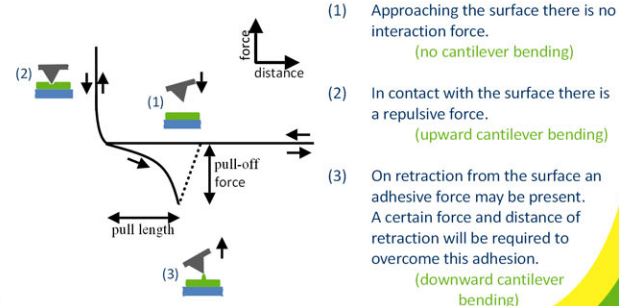 force
distance
(2)
(1)
pull-off
force
pull length
(3)
(1) Approaching the surface there is no
interaction force.
(no cantilever bending)
(2) In contact with the surface there is
a repulsive force.
(upward cantilever bending)
(3) On retraction from the surface an
adhesive force may be present.
A certain force and distance of
retraction will be required to
overcome this adhesion.
(downward cantilever
bending)